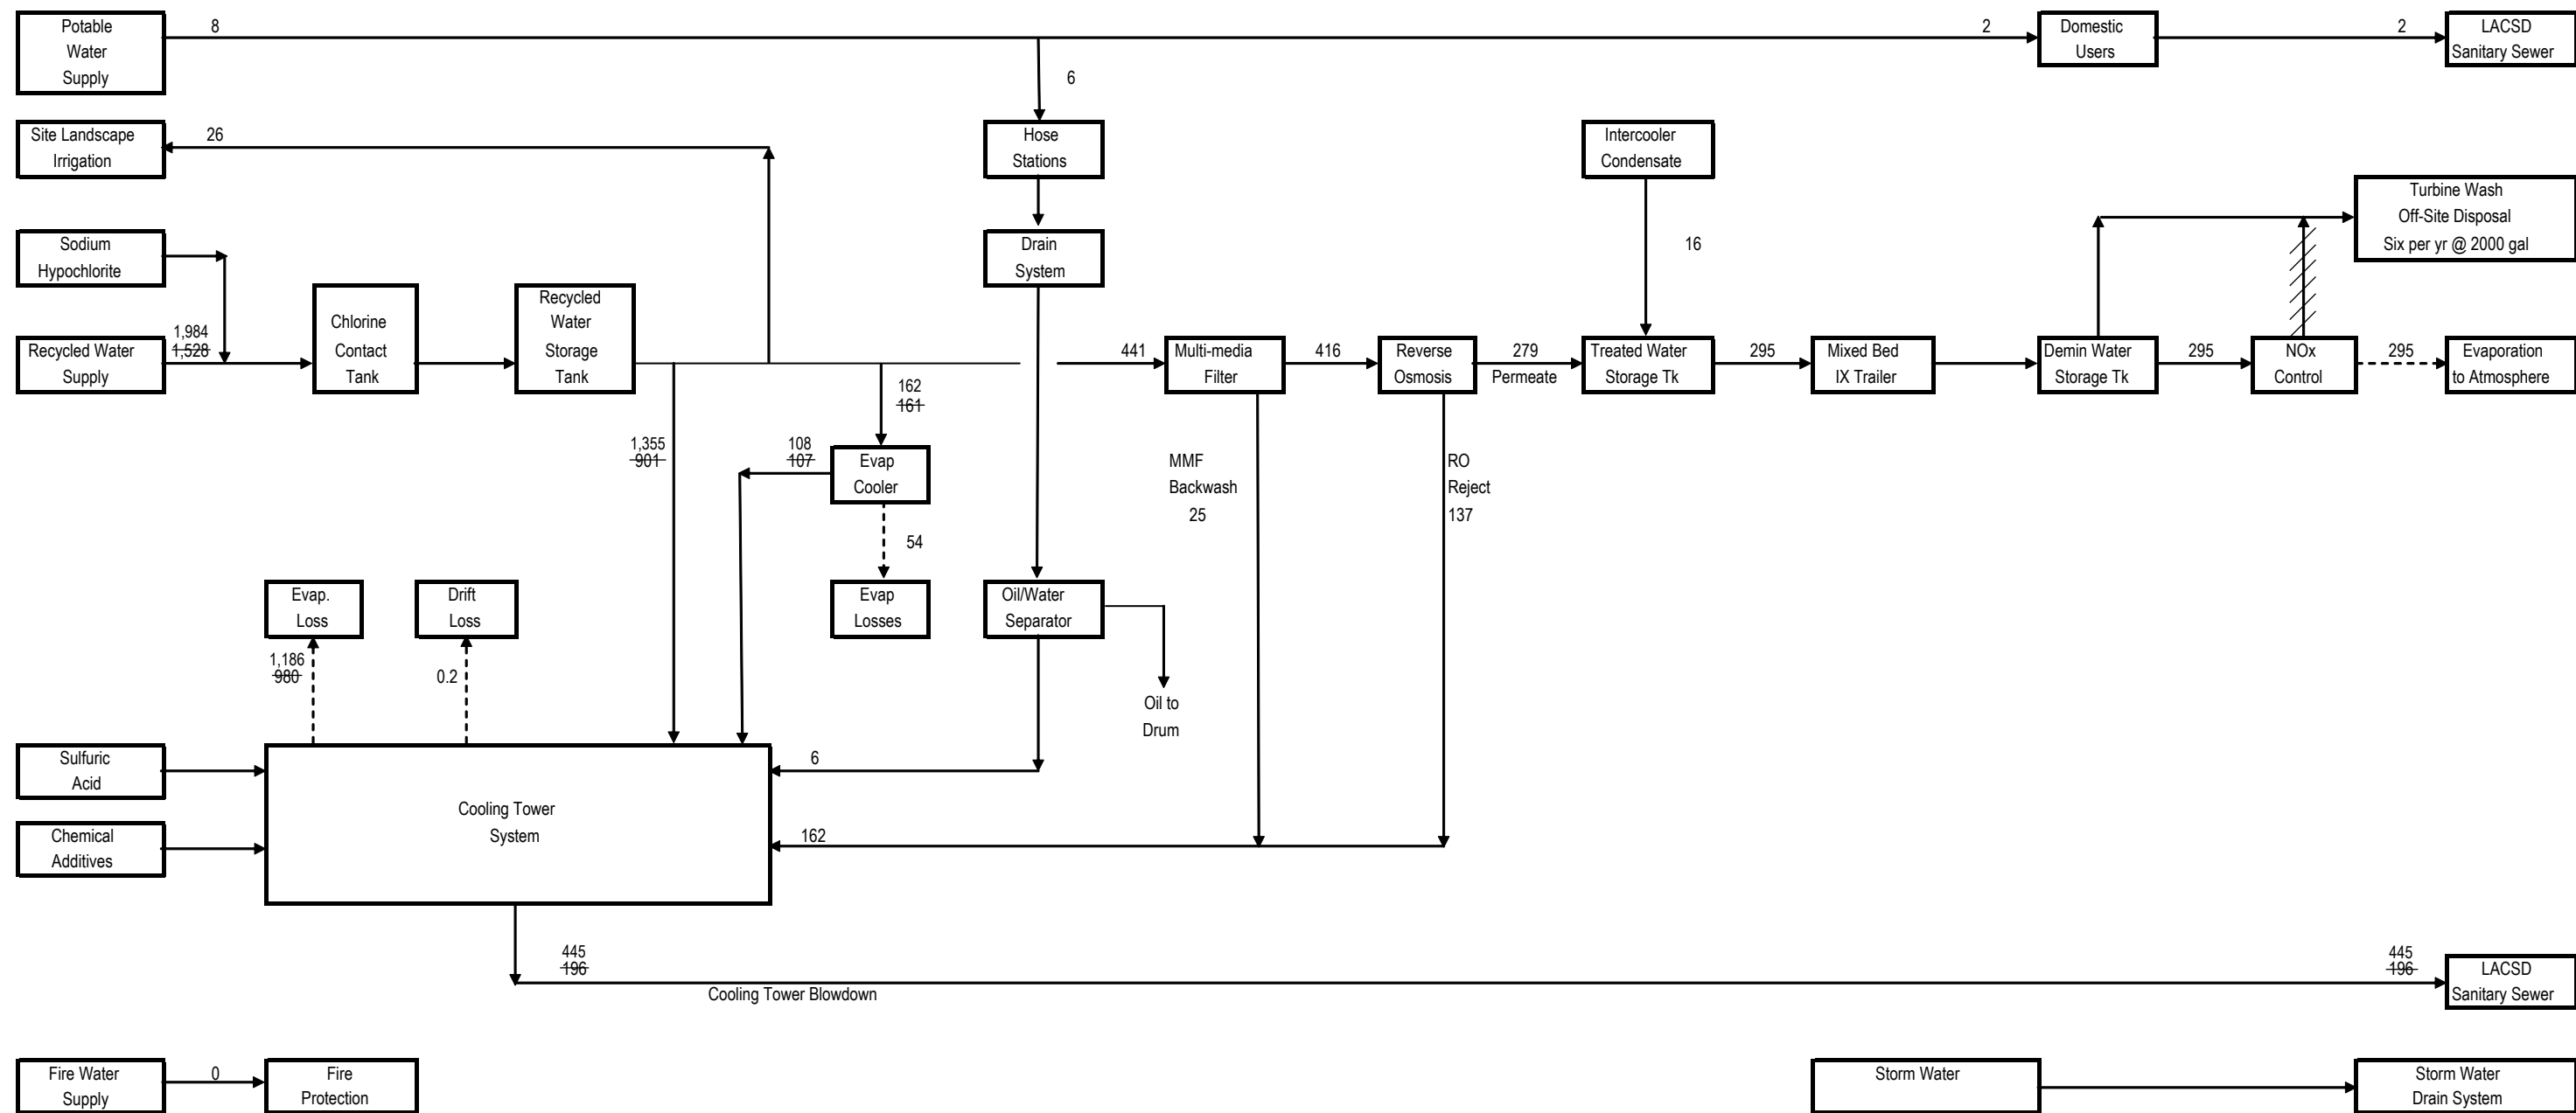 Potable
Water
Supply
8
2
Domestic
Users
2
LACSD
Sanitary Sewer
6
Site Landscape
Irrigation
26
Hose
Stations
Intercooler
Condensate
Turbine Wash
Off-Site Disposal
Six per yr @ 2000 gal
Sodium
Hypochlorite
Drain
System
16
Recycled Water
Supply
1,984
1,528
Chlorine
Contact
Tank
Recycled
Water
Storage
Tank
441
Multi-media
Filter
416
Reverse
Osmosis
279
Permeate
Treated Water
Storage Tk
295
Mixed Bed
IX Trailer
Demin Water
Storage Tk
295
NOx
Control
295
Evaporation
to Atmosphere
162
161
1,355
901
108
107
Evap
Cooler
MMF
Backwash
25
RO
Reject
137
54
Evap.
Loss
Drift
Loss
Evap
Losses
Oil/Water
Separator
1,186
980
0.2
Oil to
Drum
Sulfuric
Acid
6
Cooling Tower
System
Chemical
Additives
162
445
196
Cooling Tower Blowdown
445
196
LACSD
Sanitary Sewer
Fire Water
Supply
0
Fire
Protection
Storm Water
Storm Water
Drain System